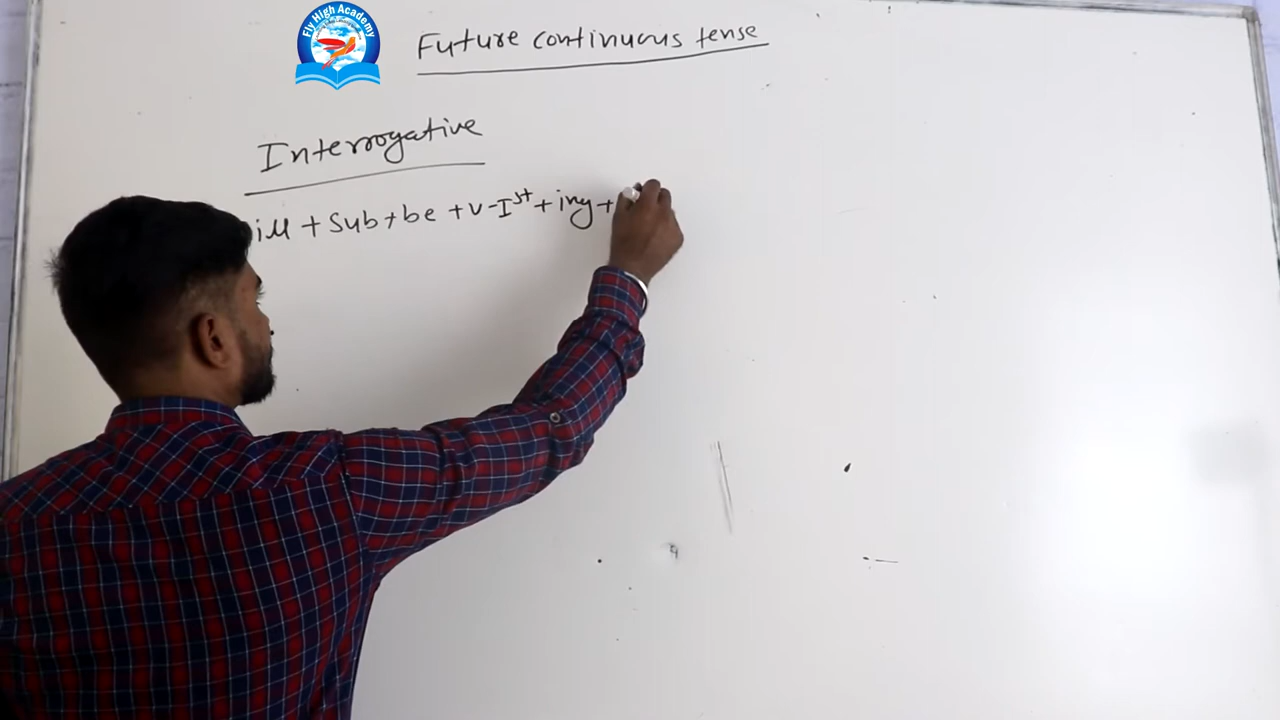 Fly High Academy
Future continuous tense
Interrogative
ill + Sub + be + v-Ist + ing +